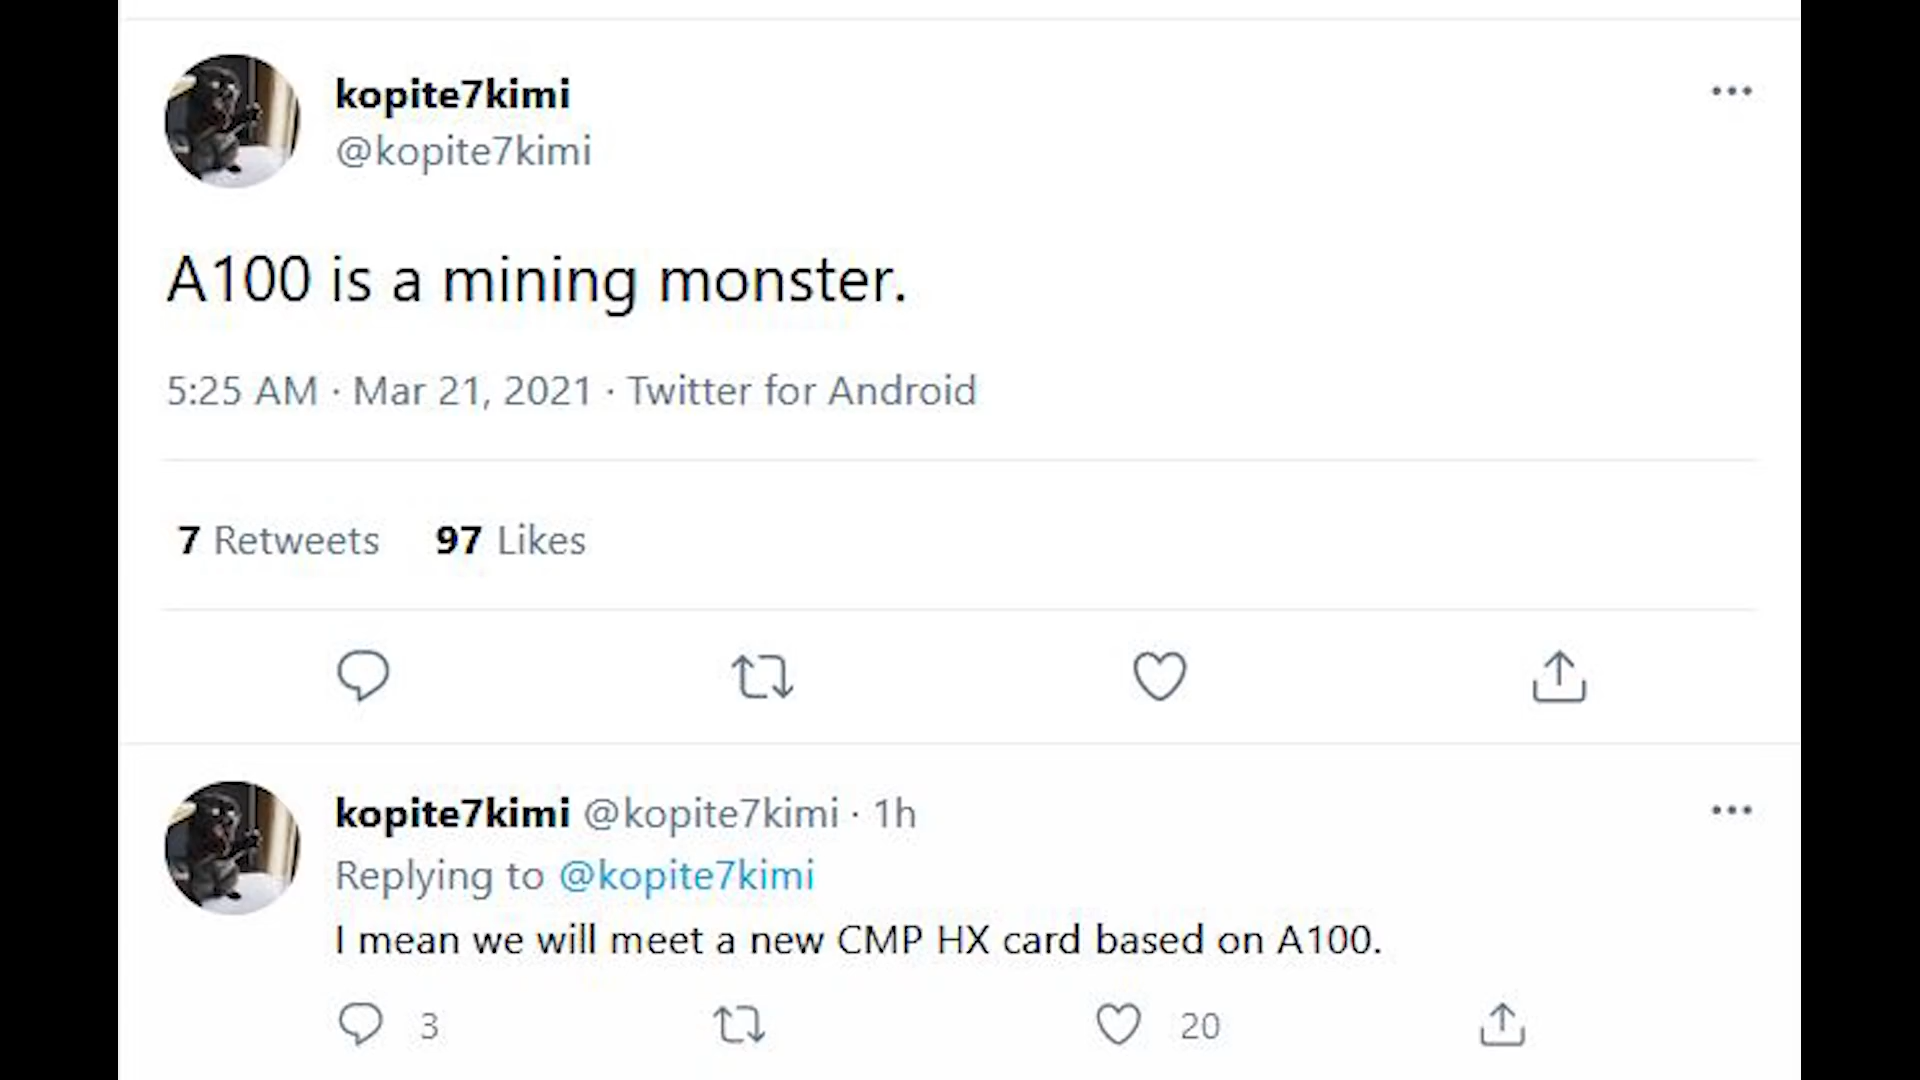 kopite7kimi
@kopite7kimi
A100 is a mining monster.
5:25 AM · Mar 21, 2021 · Twitter for Android
7 Retweets 97 Likes
kopite7kimi @kopite7kimi · 1h
Replying to @kopite7kimi
I mean we will meet a new CMP HX card based on A100.
3 20